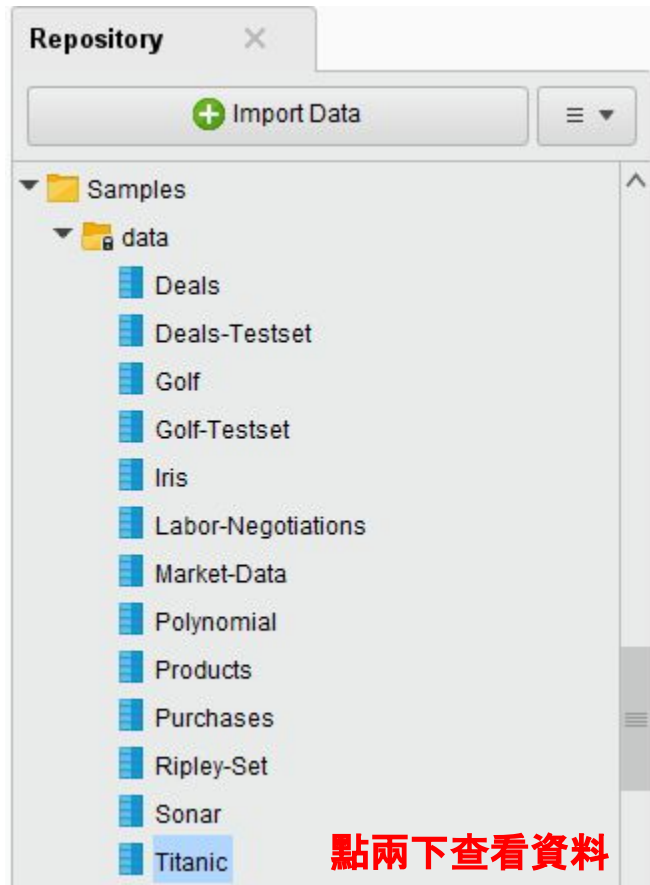 Repository
Import Data
Samples
data
Deals
Deals-Testset
Golf
Golf-Testset
Iris
Labor-Negotiations
Market-Data
Polynomial
Products
Purchases
Ripley-Set
Sonar
Titanic 點兩下查看資料